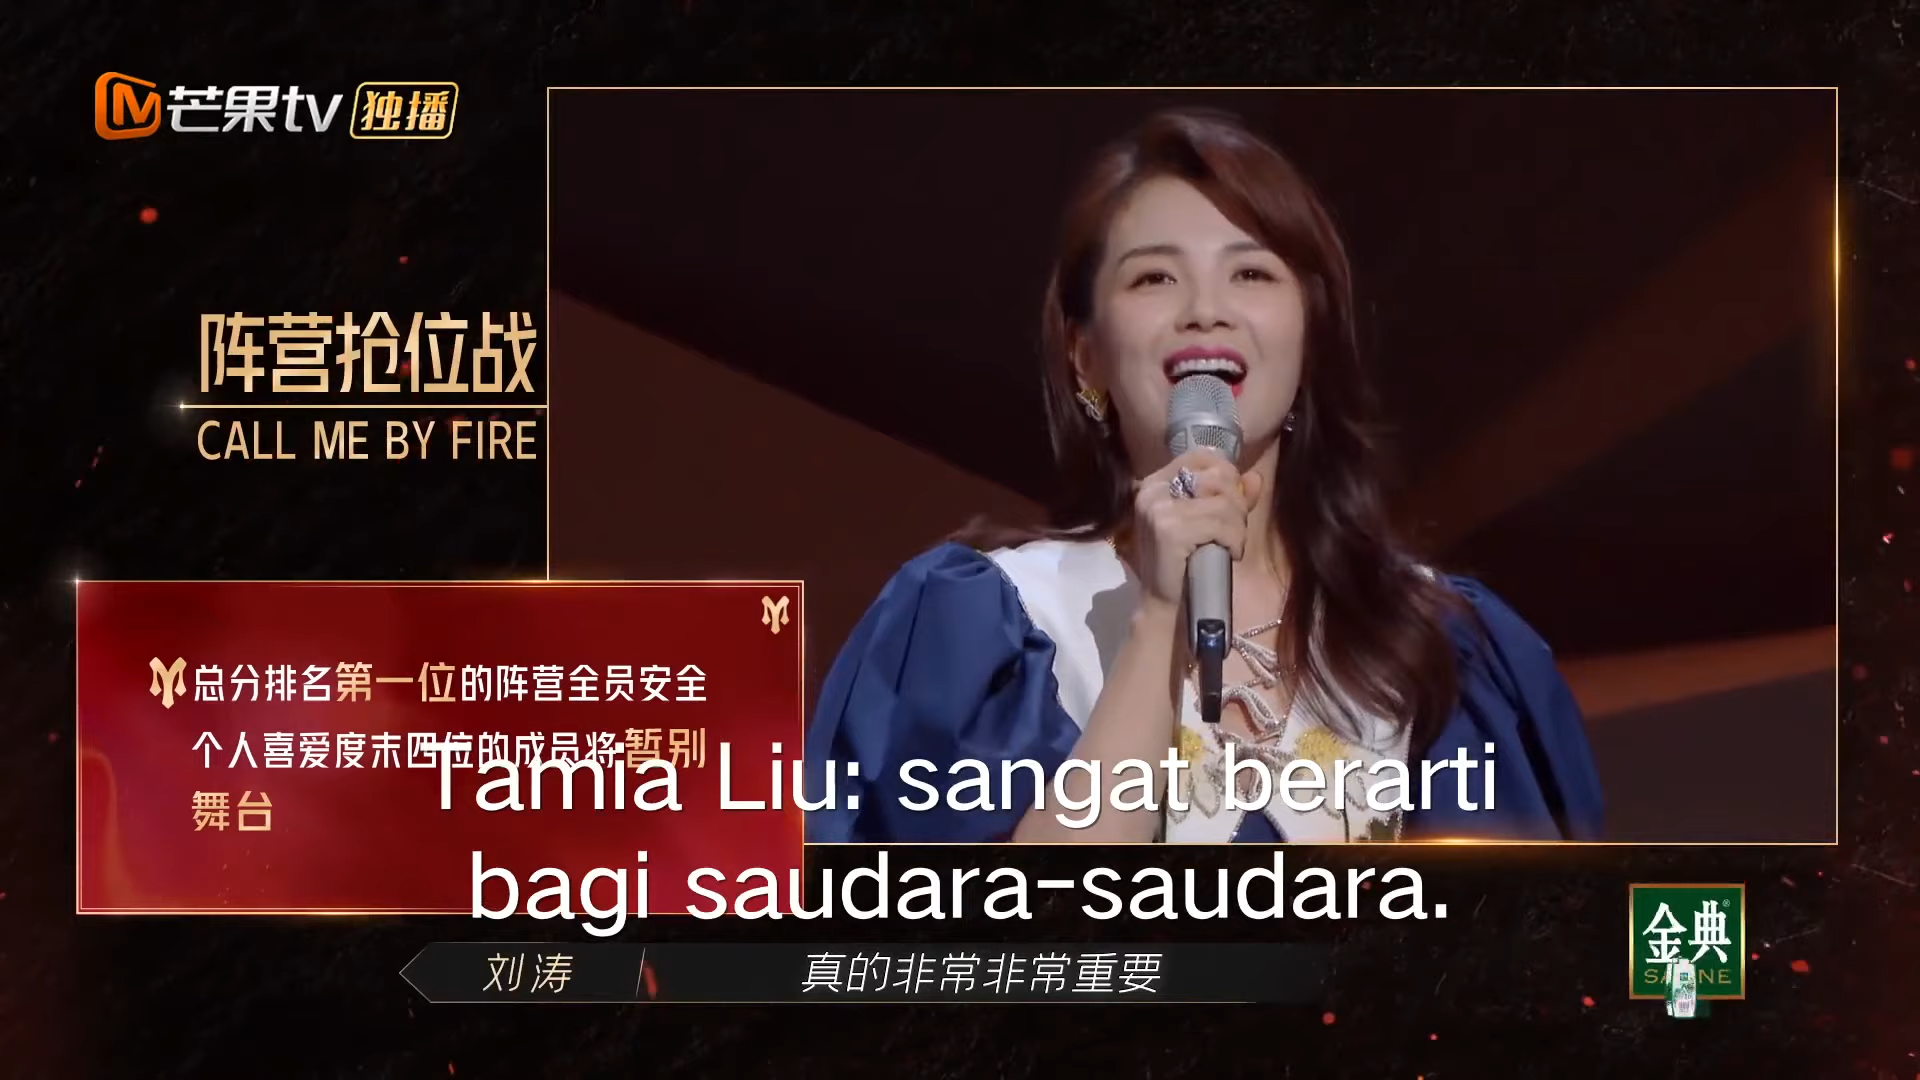 芒果tv 独播
阵营抢位战
CALL ME BY FIRE
总分排名第一位的阵营全员安全
个人喜爱度末四位的成员将暂别
舞台
Tamia Liu: sangat berarti
bagi saudara-saudara.
刘涛 真的非常非常重要
金典